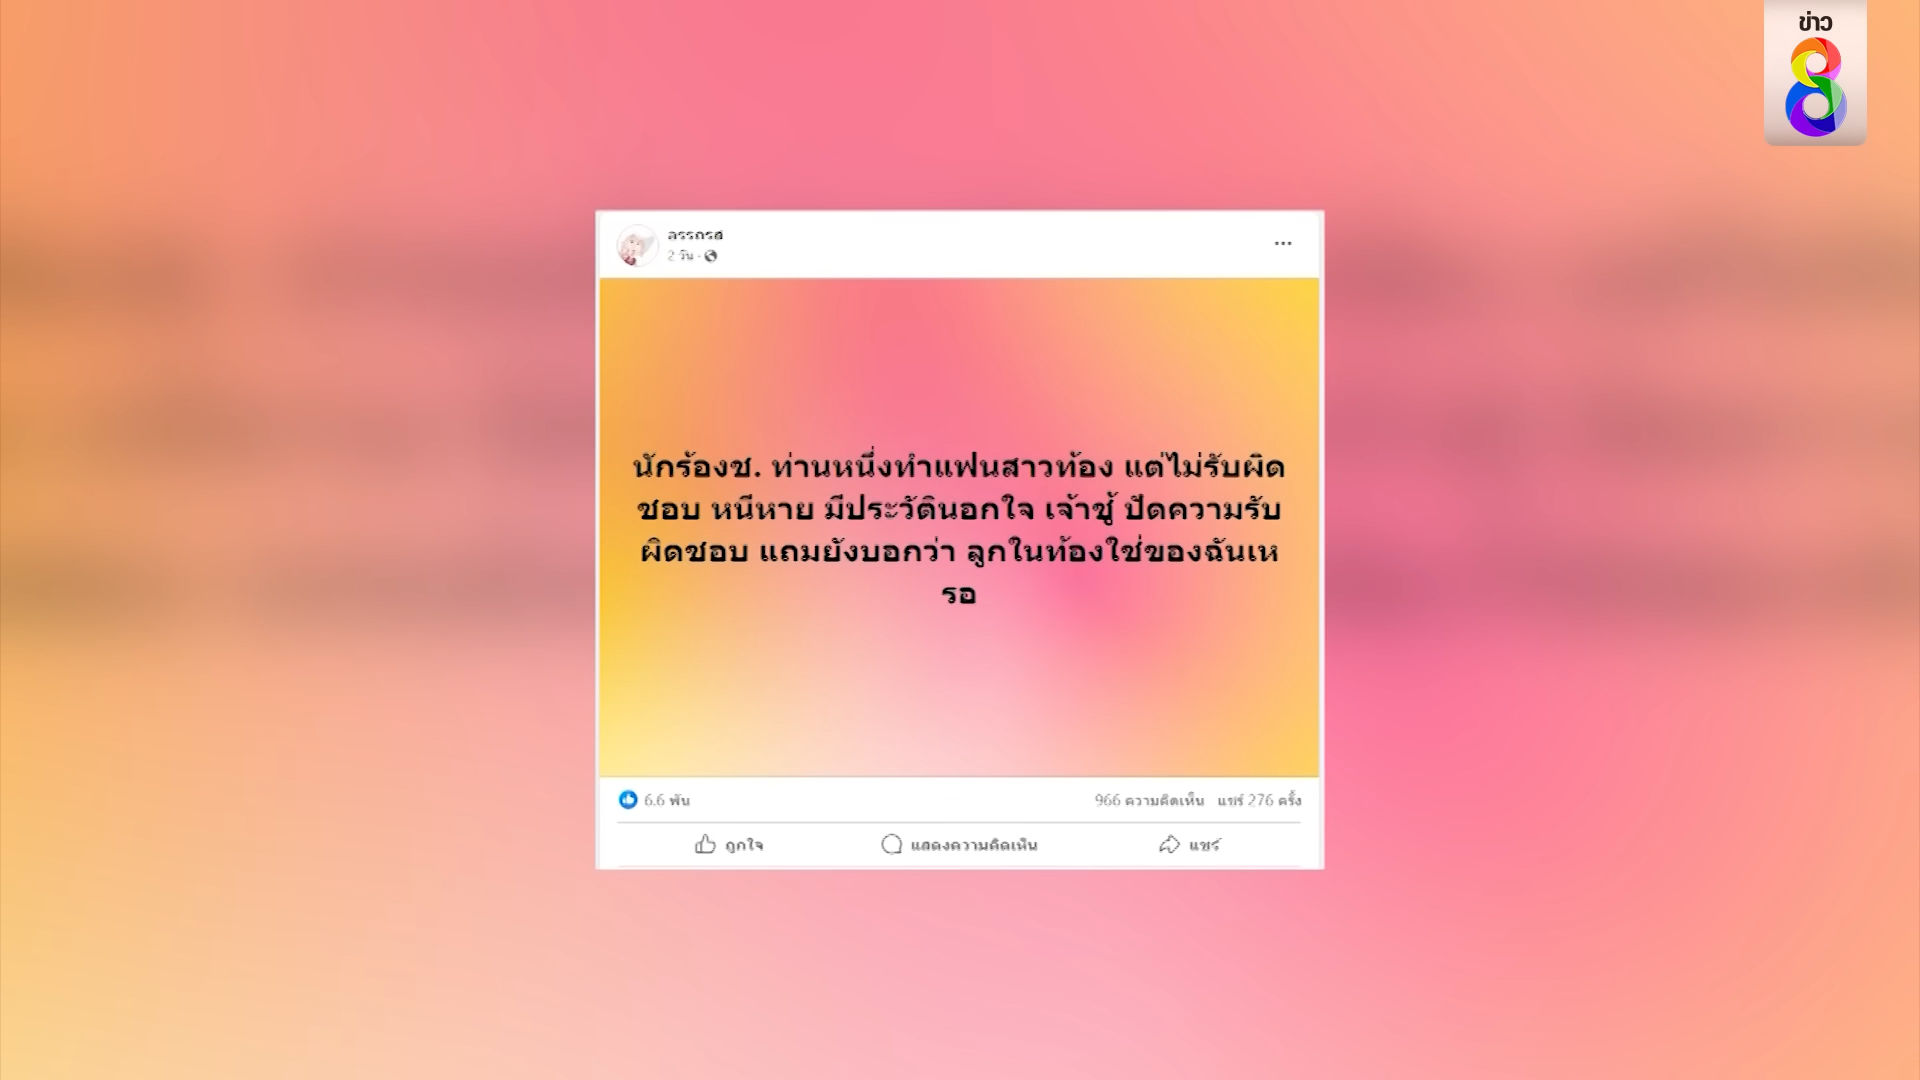 ข่าว
8
อรรถรส
2 วัน ·
นักร้องช. ท่านหนึ่งทำแฟนสาวท้อง แต่ไม่รับผิด
ชอบ หนีหาย มีประวัตินอกใจ เจ้าชู้ ปัดความรับ
ผิดชอบ แถมยังบอกว่า ลูกในท้องใช่ของฉันเห
รอ
6.6 พัน
966 ความคิดเห็น แชร์ 276 ครั้ง
ถูกใจ
แสดงความคิดเห็น
แชร์